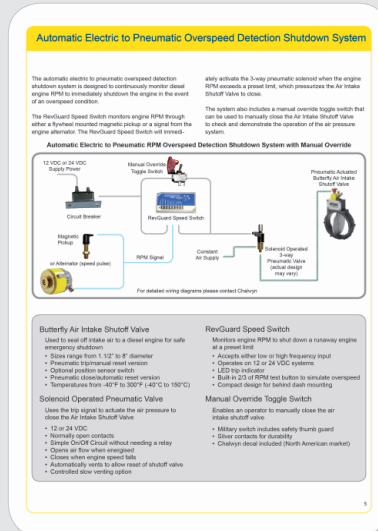 Automatic Electric to Pneumatic Overspeed Detection Shutdown System
The automatic electric to pneumatic overspeed detection
shutdown system is designed to continuously monitor diesel
engine RPM to immediately shutdown the engine in the event
of an overspeed condition.
The RevGuard Speed Switch monitors engine RPM through
either a flywheel mounted magnetic pickup or a signal from the
engine alternator. The RevGuard Speed Switch will immedi-
ately activate the 3-way pneumatic solenoid when the engine
RPM exceeds a preset limit, which pressurizes the Air Intake
Shutoff Valve to close.
The system also includes a manual override toggle switch that
can be used to manually close the Air Intake Shutoff Valve
to check and demonstrate the operation of the air pressure
system.
Automatic Electric to Pneumatic RPM Overspeed Detection Shutdown System with Manual Override
12 VDC or 24 VDC
Supply Power
Manual Override
Toggle Switch
Pneumatic Actuated
Butterfly Air Intake
Shutoff Valve
Circuit Breaker
RevGuard Speed Switch
Magnetic
Pickup
or Alternator (speed pulse)
RPM Signal
Constant
Air Supply
Solenoid Operated
3-way
Pneumatic Valve
(actual design
may vary)
For detailed wiring diagrams please contact Chalwyn
Butterfly Air Intake Shutoff Valve
Used to seal off intake air to a diesel engine for safe
emergency shutdown
• Sizes range from 1.1/2" to 8" diameter
• Pneumatic trip/manual reset version
• Optional position sensor switch
• Pneumatic close/automatic reset version
• Temperatures from -40°F to 300°F (-40°C to 150°C)
Solenoid Operated Pneumatic Valve
Uses the trip signal to actuate the air pressure to
close the Air Intake Shutoff Valve
• 12 or 24 VDC
• Normally open contacts
• Simple On/Off Circuit without needing a relay
• Opens air flow when energised
• Closes when engine speed falls
• Automatically vents to allow reset of shutoff valve
• Controlled slow venting option
RevGuard Speed Switch
Monitors engine RPM to shut down a runaway engine
at a preset limit
• Accepts either low or high frequency input
• Operates on 12 or 24 VDC systems
• LED trip indicator
• Built-in 2/3 of RPM test button to simulate overspeed
• Compact design for behind dash mounting
Manual Override Toggle Switch
Enables an operator to manually close the air
intake shutoff valve
• Military switch includes safety thumb guard
• Silver contacts for durability
• Chalwyn decal included (North American market)
5